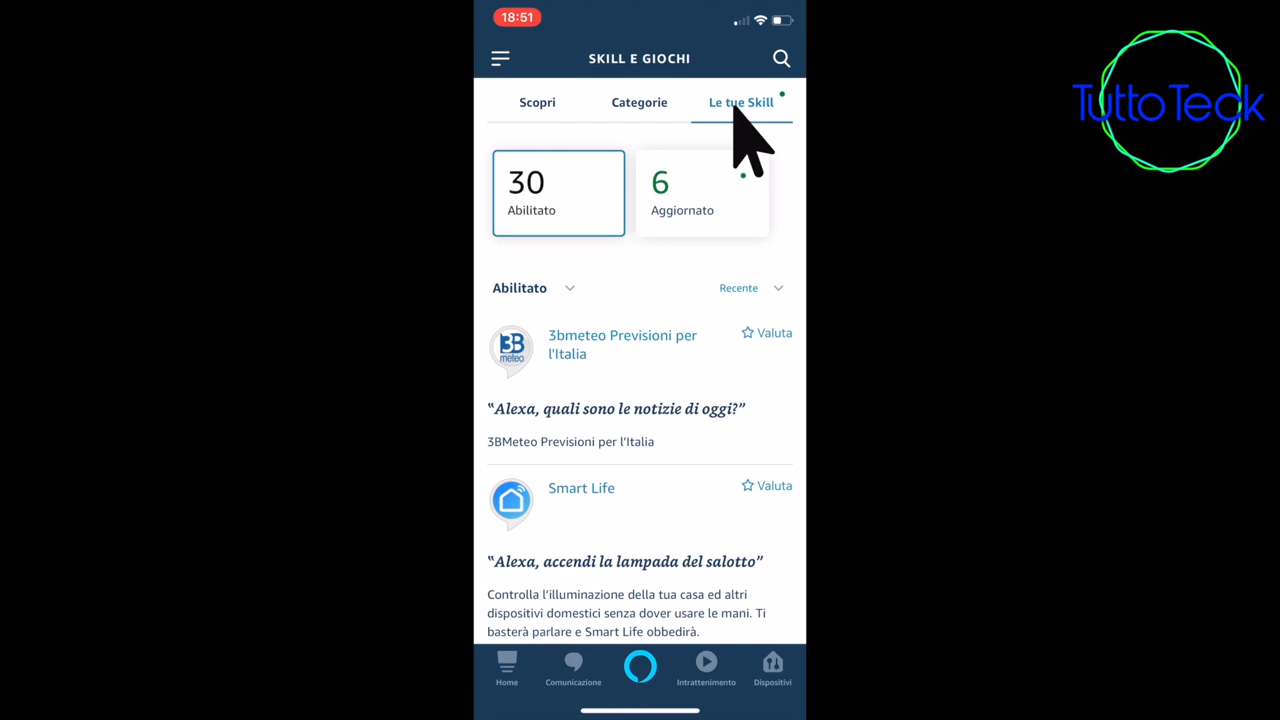 18:51
SKILL E GIOCHI
TuttoTeck
Scopri
Categorie
Le tue Skill
30
Abilitato
6
Aggiornato
Abilitato
Recente
3B
meteo
3bmeteo Previsioni per
l'Italia
Valuta
"Alexa, quali sono le notizie di oggi?"
3BMeteo Previsioni per l'Italia
Smart Life
Valuta
"Alexa, accendi la lampada del salotto"
Controlla l'illuminazione della tua casa ed altri
dispositivi domestici senza dover usare le mani. Ti
basterà parlare e Smart Life obbedirà.
Home
Comunicazione
Intrattenimento
Dispositivi